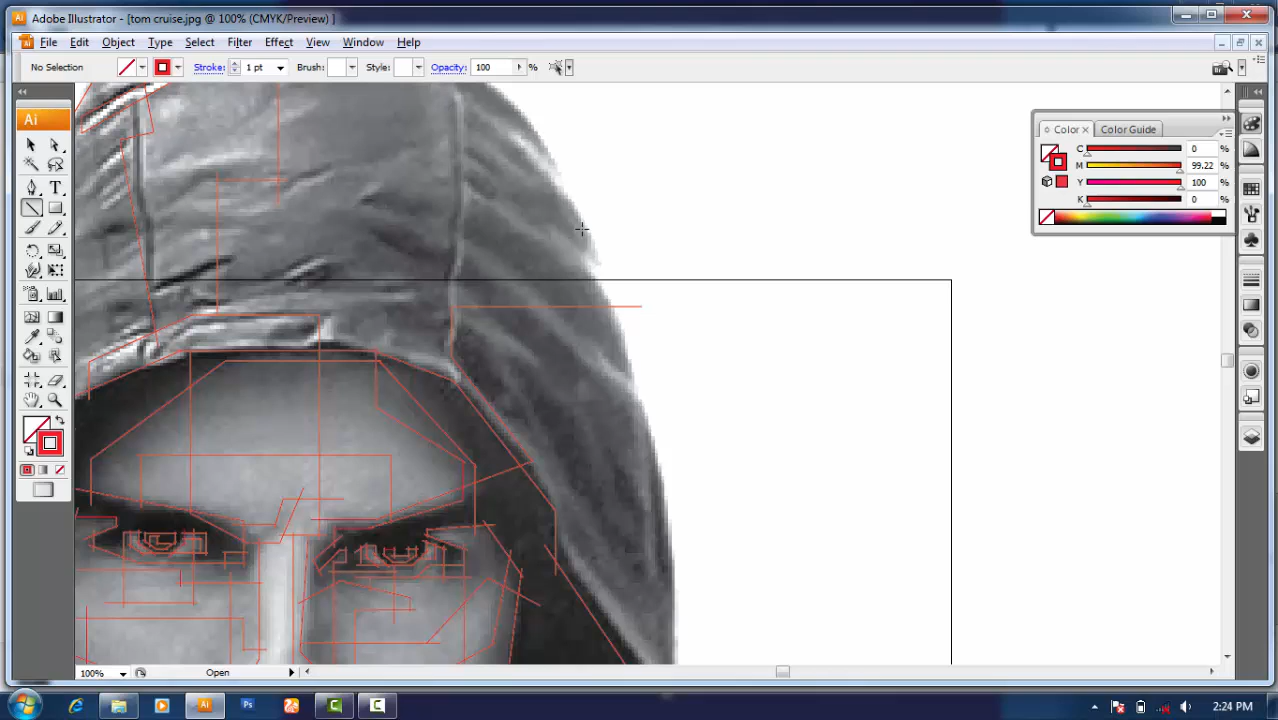 Adobe Illustrator - [tom cruise.jpg @ 100% (CMYK/Preview) ]
File Edit Object Type Select Filter Effect View Window Help
No Selection Stroke: 1 pt Brush: Style: Opacity: 100 %
Ai
Color Color Guide
C 0 %
M 99.22 %
Y 100 %
K 0 %
100% Open
Ai Ps C C 2:24 PM